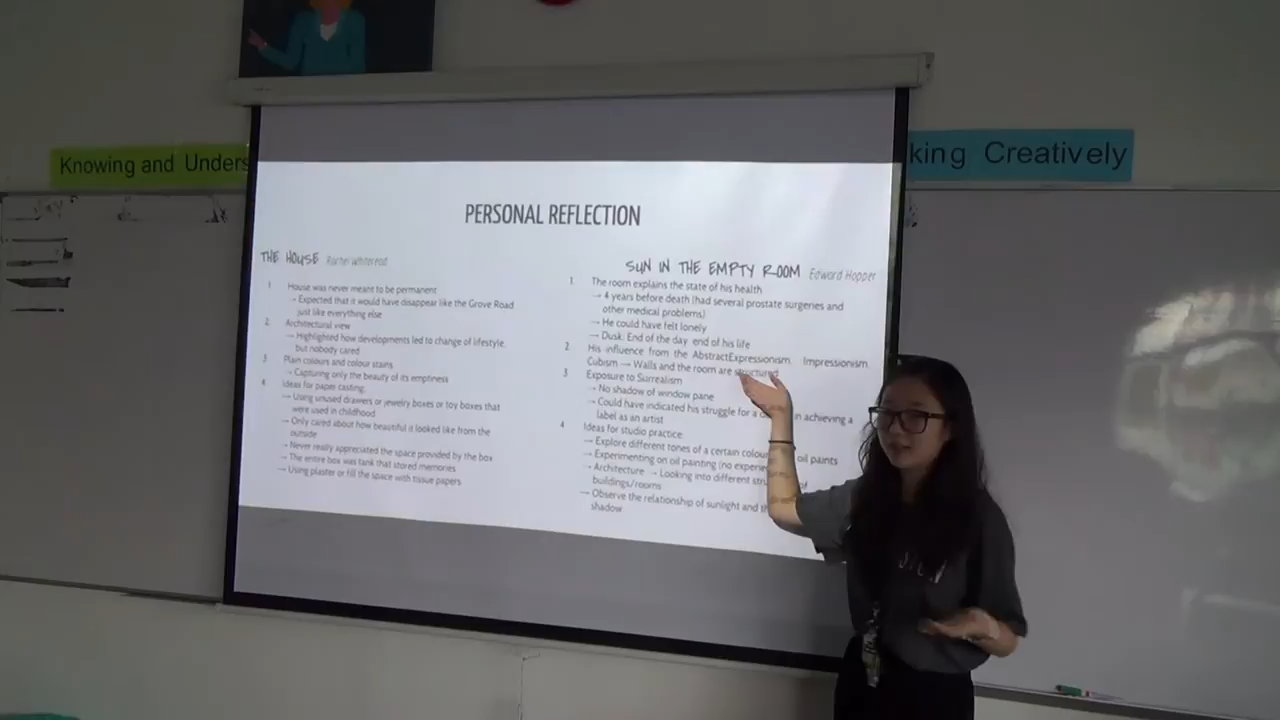 Knowing and Unders
king Creatively
PERSONAL REFLECTION
THE HOUSE Rachel Whiteread
1 House was never meant to be permanent
→ Expected that it would have disappear like the Grove Road
just like everything else
2. Architectural view
→ Highlighted how developments led to change of lifestyle,
but nobody cared
3 Plain colours and colour stains
→ Capturing only the beauty of its emptiness
4. Ideas for paper casting:
→ Using unused drawers or jewelry boxes or toy boxes that
were used in childhood
→ Only cared about how beautiful it looked like from the
outside
→ Never really appreciated the space provided by the box
→ The entire box was tank that stored memories
→ Using plaster or fill the space with tissue papers
SUN IN THE EMPTY ROOM Edward Hopper
1. The room explains the state of his health
→ 4 years before death (had several prostate surgeries and
other medical problems)
→ He could have felt lonely
→ Dusk: End of the day end of his life
2. His influence from the AbstractExpressionism, Impressionism
Cubism → Walls and the room are structured
3 Exposure to Surrealism
→ No shadow of window pane
→ Could have indicated his struggle for a in achieving a
label as an artist
4 Ideas for studio practice
→ Explore different tones of a certain colour oil paints
→ Experimenting on oil painting (no
→ Architecture → Looking into different of
buildings/rooms
→ Observe the relationship of sunlight and
shadow